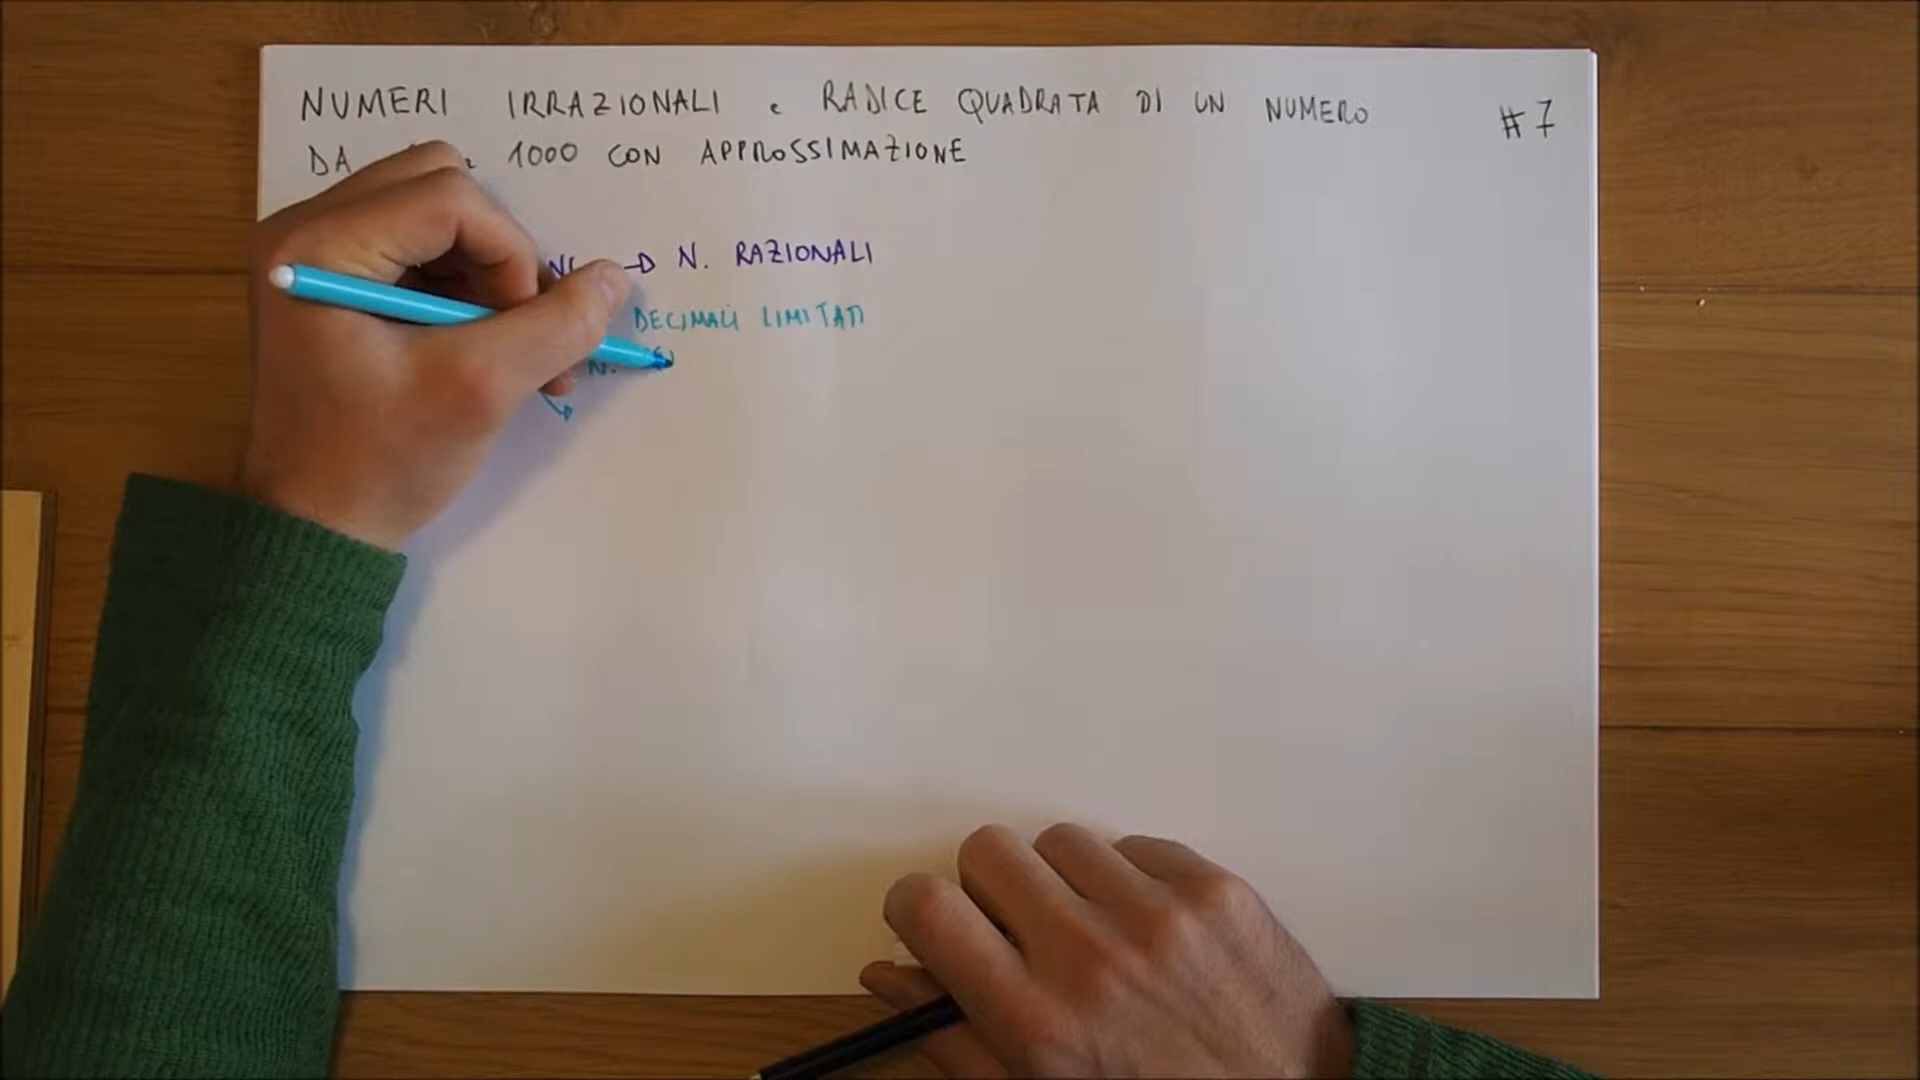 NUMERI IRRAZIONALI e RADICE QUADRATA DI UN NUMERO #7
DA 1000 CON APPROSSIMAZIONE
N. RAZIONALI
DECIMALI LIMITATI
N.